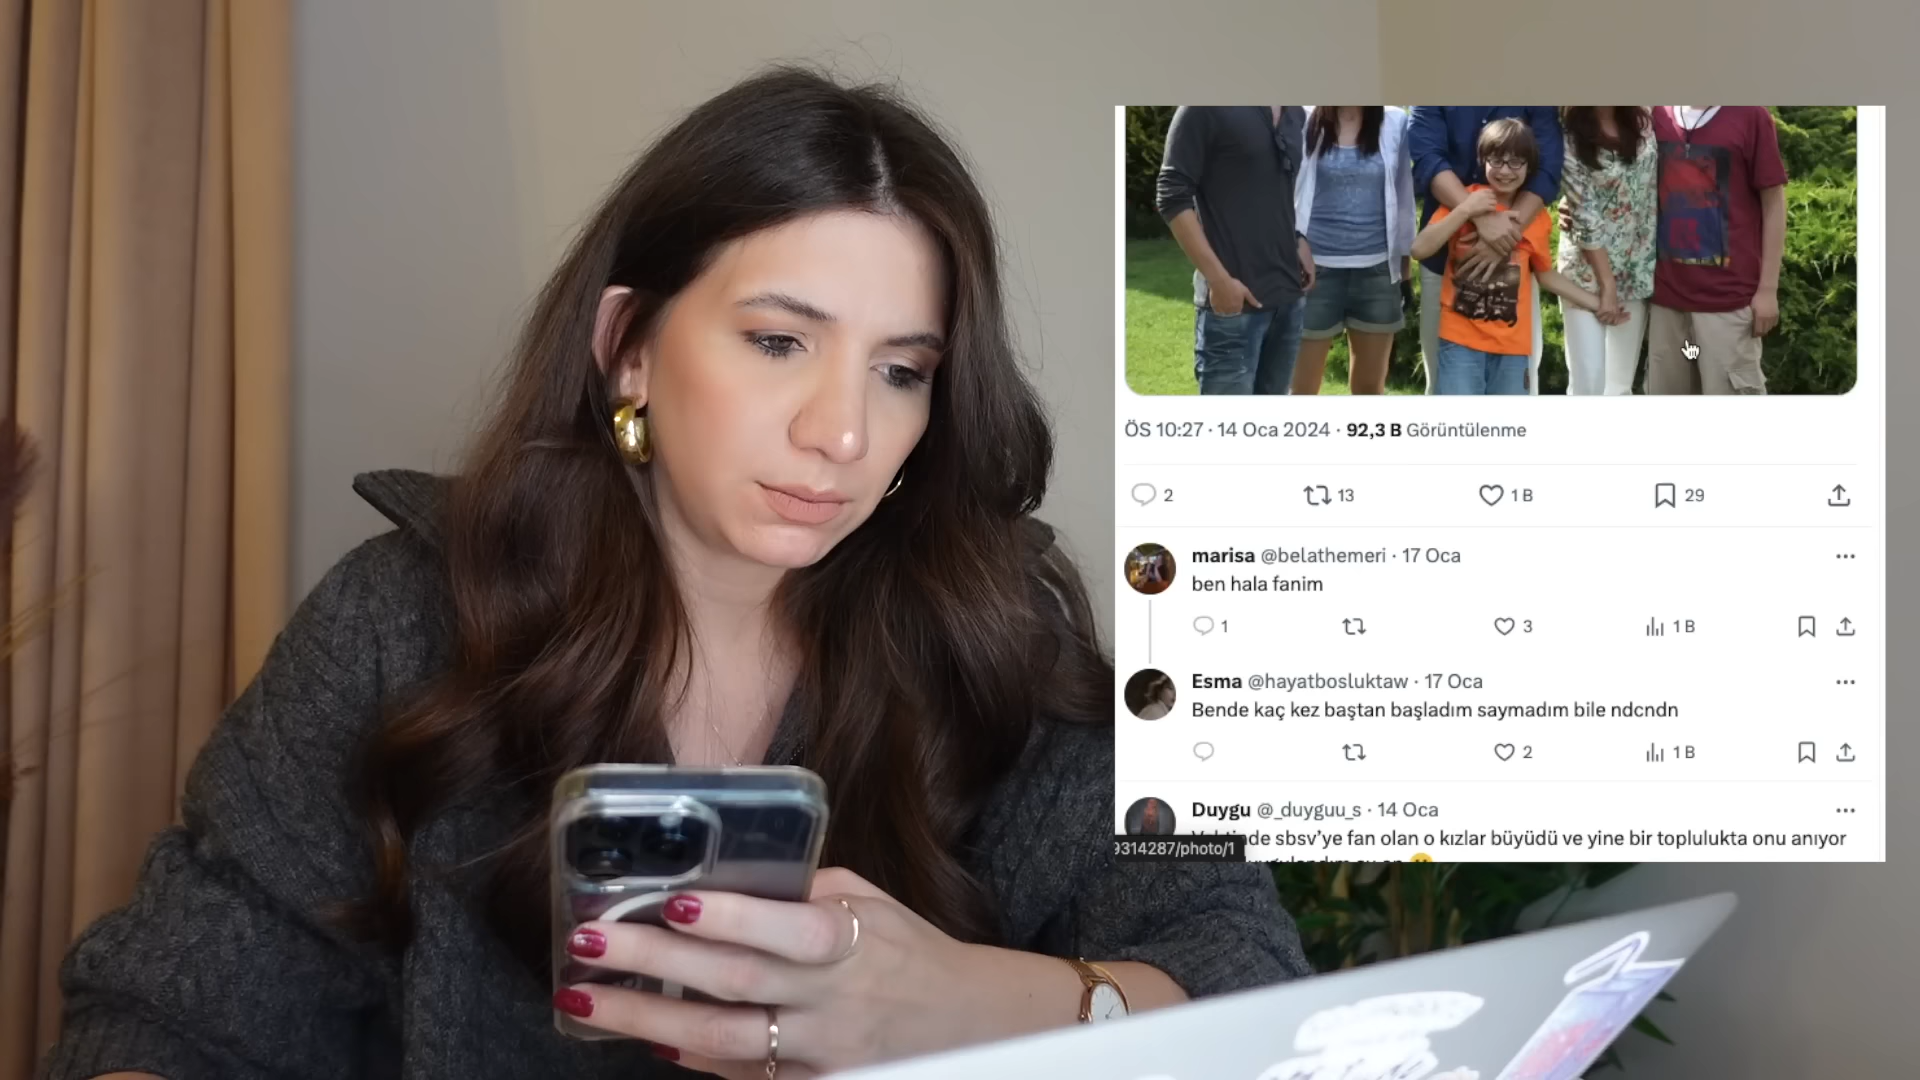 ÖS 10:27 · 14 Oca 2024 · 92,3 B Görüntülenme
2 13 1 B 29
marisa @belathemeri · 17 Oca
ben hala fanim
1 3 1 B
Esma @hayatbosluktaw · 17 Oca
Bende kaç kez baştan başladım saymadım bile ndcndn
2 1 B
Duygu @_duyguu_s · 14 Oca
sbsv'ye fan olan o kızlar büyüdü ve yine bir toplulukta onu anıyor
9314287/photo/1